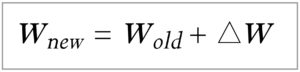 W_new = W_old + △W